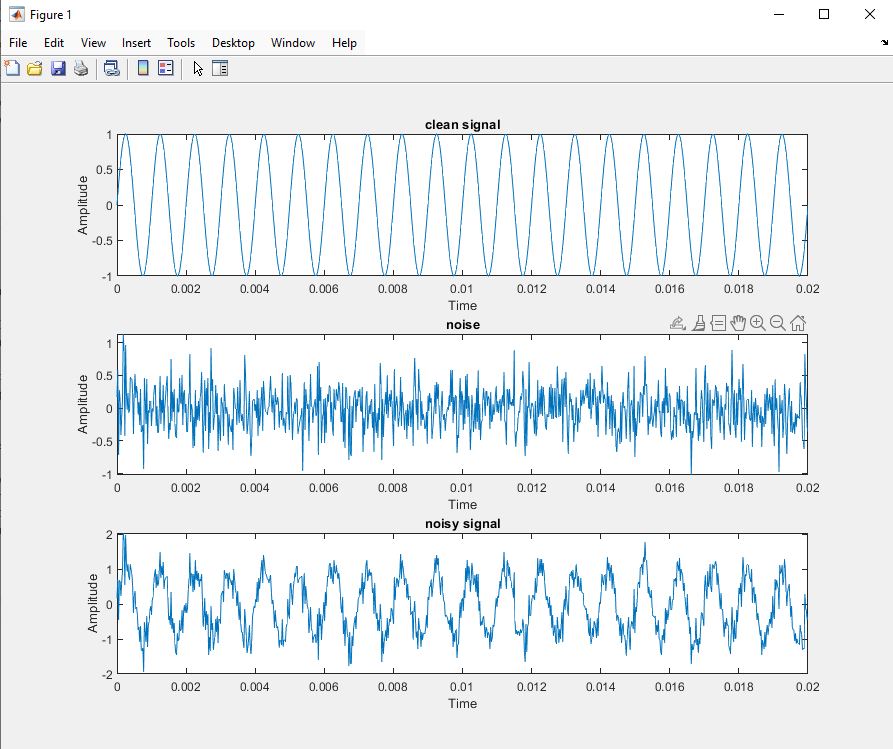 Figure 1
File Edit View Insert Tools Desktop Window Help
clean signal
1
0.5
0
-0.5
-1
Amplitude
0 0.002 0.004 0.006 0.008 0.01 0.012 0.014 0.016 0.018 0.02
Time
noise
1
0.5
0
-0.5
-1
Amplitude
0 0.002 0.004 0.006 0.008 0.01 0.012 0.014 0.016 0.018 0.02
Time
noisy signal
2
1
0
-1
-2
Amplitude
0 0.002 0.004 0.006 0.008 0.01 0.012 0.014 0.016 0.018 0.02
Time